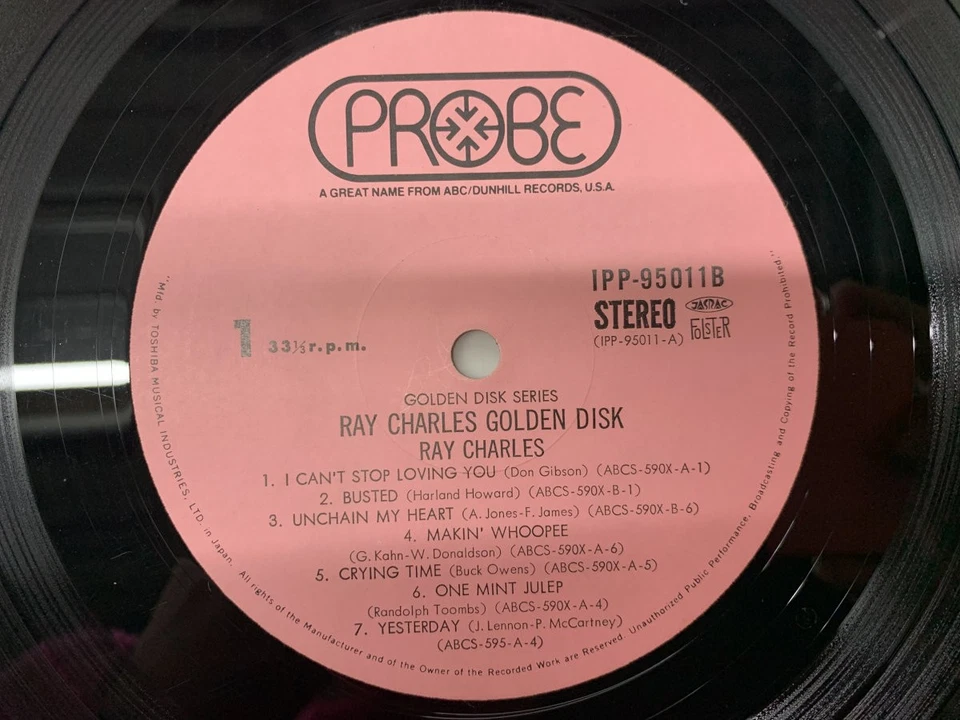 PROBE
A GREAT NAME FROM ABC/DUNHILL RECORDS, U.S.A.
IPP-95011B
STEREO JASRAC
(IPP-95011-A) FOLSTER
1 33⅓ r.p.m.
GOLDEN DISK SERIES
RAY CHARLES GOLDEN DISK
RAY CHARLES
1. I CAN'T STOP LOVING YOU (Don Gibson) (ABCS-590X-A-1)
2. BUSTED (Harland Howard) (ABCS-590X-B-1)
3. UNCHAIN MY HEART (A. Jones-F. James) (ABCS-590X-B-6)
4. MAKIN' WHOOPEE
(G. Kahn-W. Donaldson) (ABCS-590X-A-6)
5. CRYING TIME (Buck Owens) (ABCS-590X-A-5)
6. ONE MINT JULEP
(Randolph Toombs) (ABCS-590X-A-4)
7. YESTERDAY (J. Lennon-P. McCartney)
(ABCS-595-A-4)
"Mfd. by TOSHIBA MUSICAL INDUSTRIES, LTD. in Japan. All rights of the Manufacturer and of the Owner of the Recorded Work are Reserved. Unauthorized Public Performance, Broadcasting and Copying of the Record Prohibited."